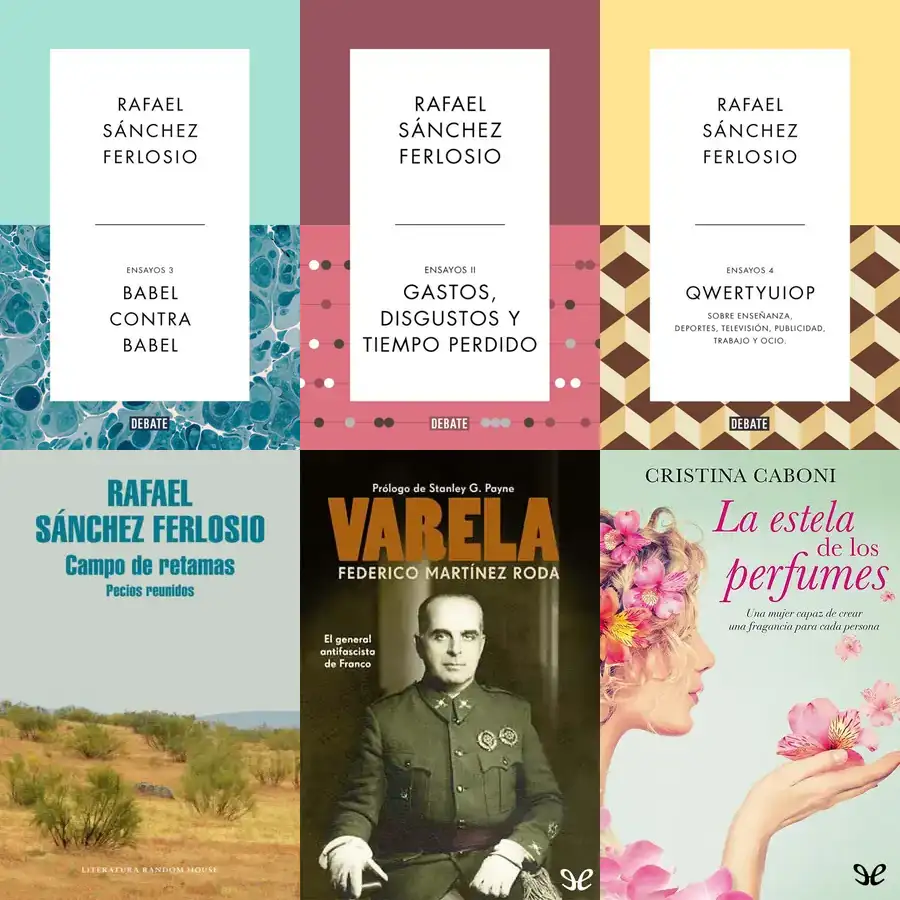 RAFAEL
SÁNCHEZ
FERLOSIO
ENSAYOS 3
BABEL
CONTRA
BABEL
DEBATE
RAFAEL
SÁNCHEZ
FERLOSIO
ENSAYOS II
GASTOS,
DISGUSTOS Y
TIEMPO PERDIDO
DEBATE
RAFAEL
SÁNCHEZ
FERLOSIO
ENSAYOS 4
QWERTYUIOP
SOBRE ENSEÑANZA,
DEPORTES, TELEVISIÓN, PUBLICIDAD,
TRABAJO Y OCIO.
DEBATE
RAFAEL
SÁNCHEZ FERLOSIO
Campo de retamas
Pecios reunidos
LITERATURA RANDOM HOUSE
Prólogo de Stanley G. Payne
VARELA
FEDERICO MARTÍNEZ RODA
El general
antifascista
de Franco
CRISTINA CABONI
La estela
de los
perfumes
Una mujer capaz de crear
una fragancia para cada persona